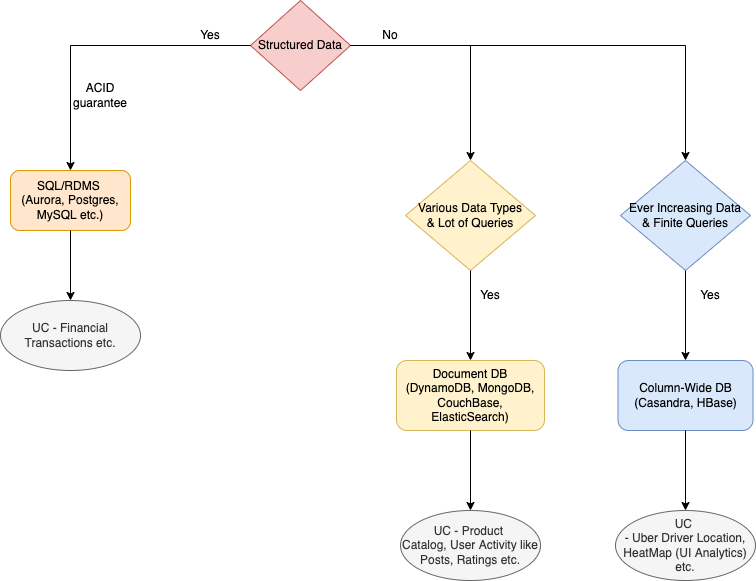 Yes
Structured Data
No
ACID
guarantee
SQL/RDMS
(Aurora, Postgres,
MySQL etc.)
Various Data Types
& Lot of Queries
Ever Increasing Data
& Finite Queries
UC - Financial
Transactions etc.
Yes
Yes
Document DB
(DynamoDB, MongoDB,
CouchBase,
ElasticSearch)
Column-Wide DB
(Casandra, HBase)
UC - Product
Catalog, User Activity like
Posts, Ratings etc.
UC
- Uber Driver Location,
HeatMap (UI Analytics)
etc.